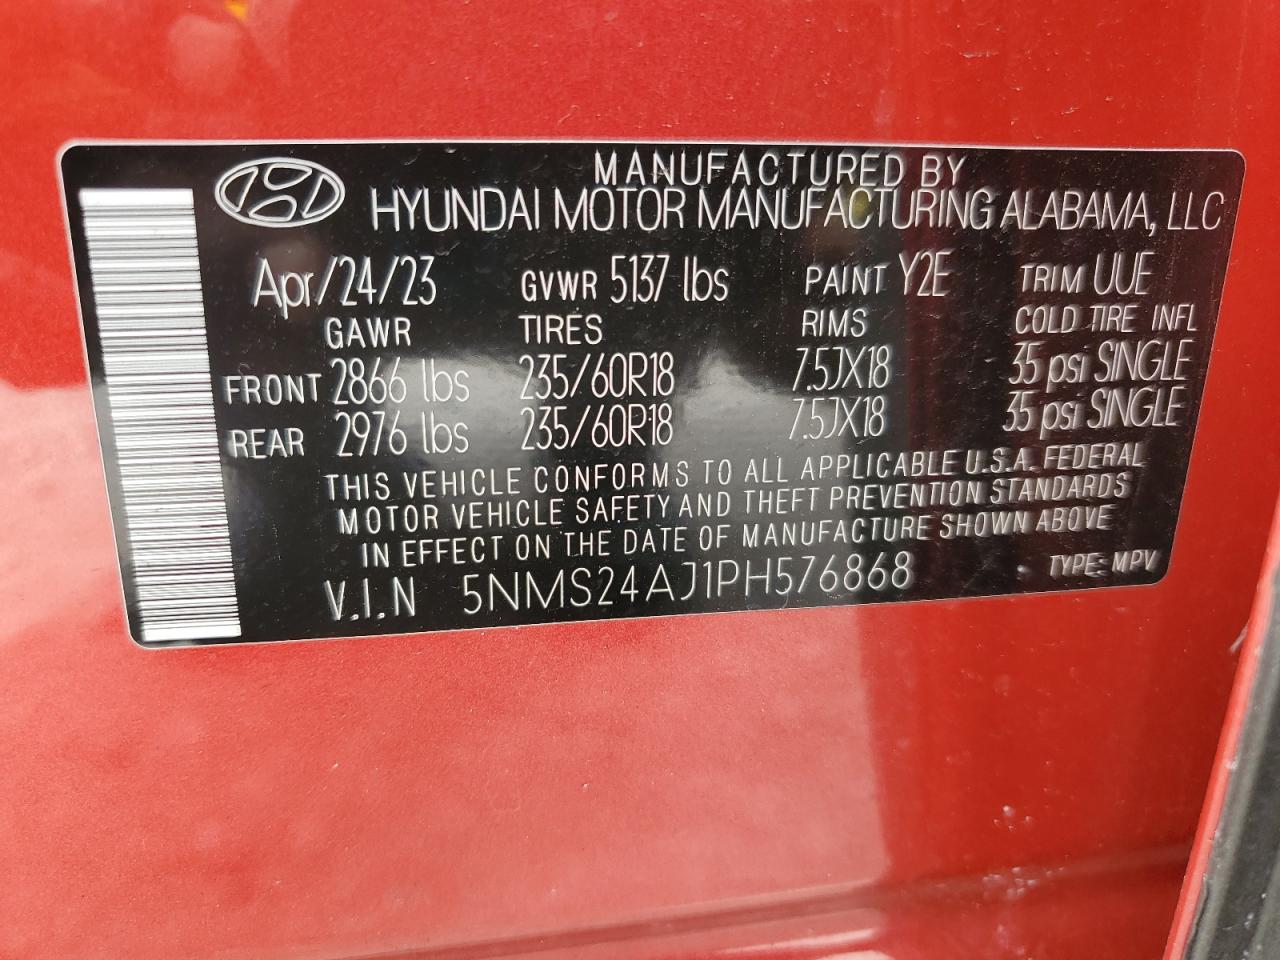 MANUFACTURED BY
HYUNDAI MOTOR MANUFACTURING ALABAMA, LLC
Apr/24/23 GVWR 5137 lbs PAINT Y2E TRIM UUE
GAWR TIRES RIMS COLD TIRE INFL
FRONT 2866 lbs 235/60R18 7.5JX18 35 psi SINGLE
REAR 2976 lbs 235/60R18 7.5JX18 35 psi SINGLE
THIS VEHICLE CONFORMS TO ALL APPLICABLE U.S.A. FEDERAL
MOTOR VEHICLE SAFETY AND THEFT PREVENTION STANDARDS
IN EFFECT ON THE DATE OF MANUFACTURE SHOWN ABOVE
V.I.N 5NMS24AJ1PH576868 TYPE: MPV